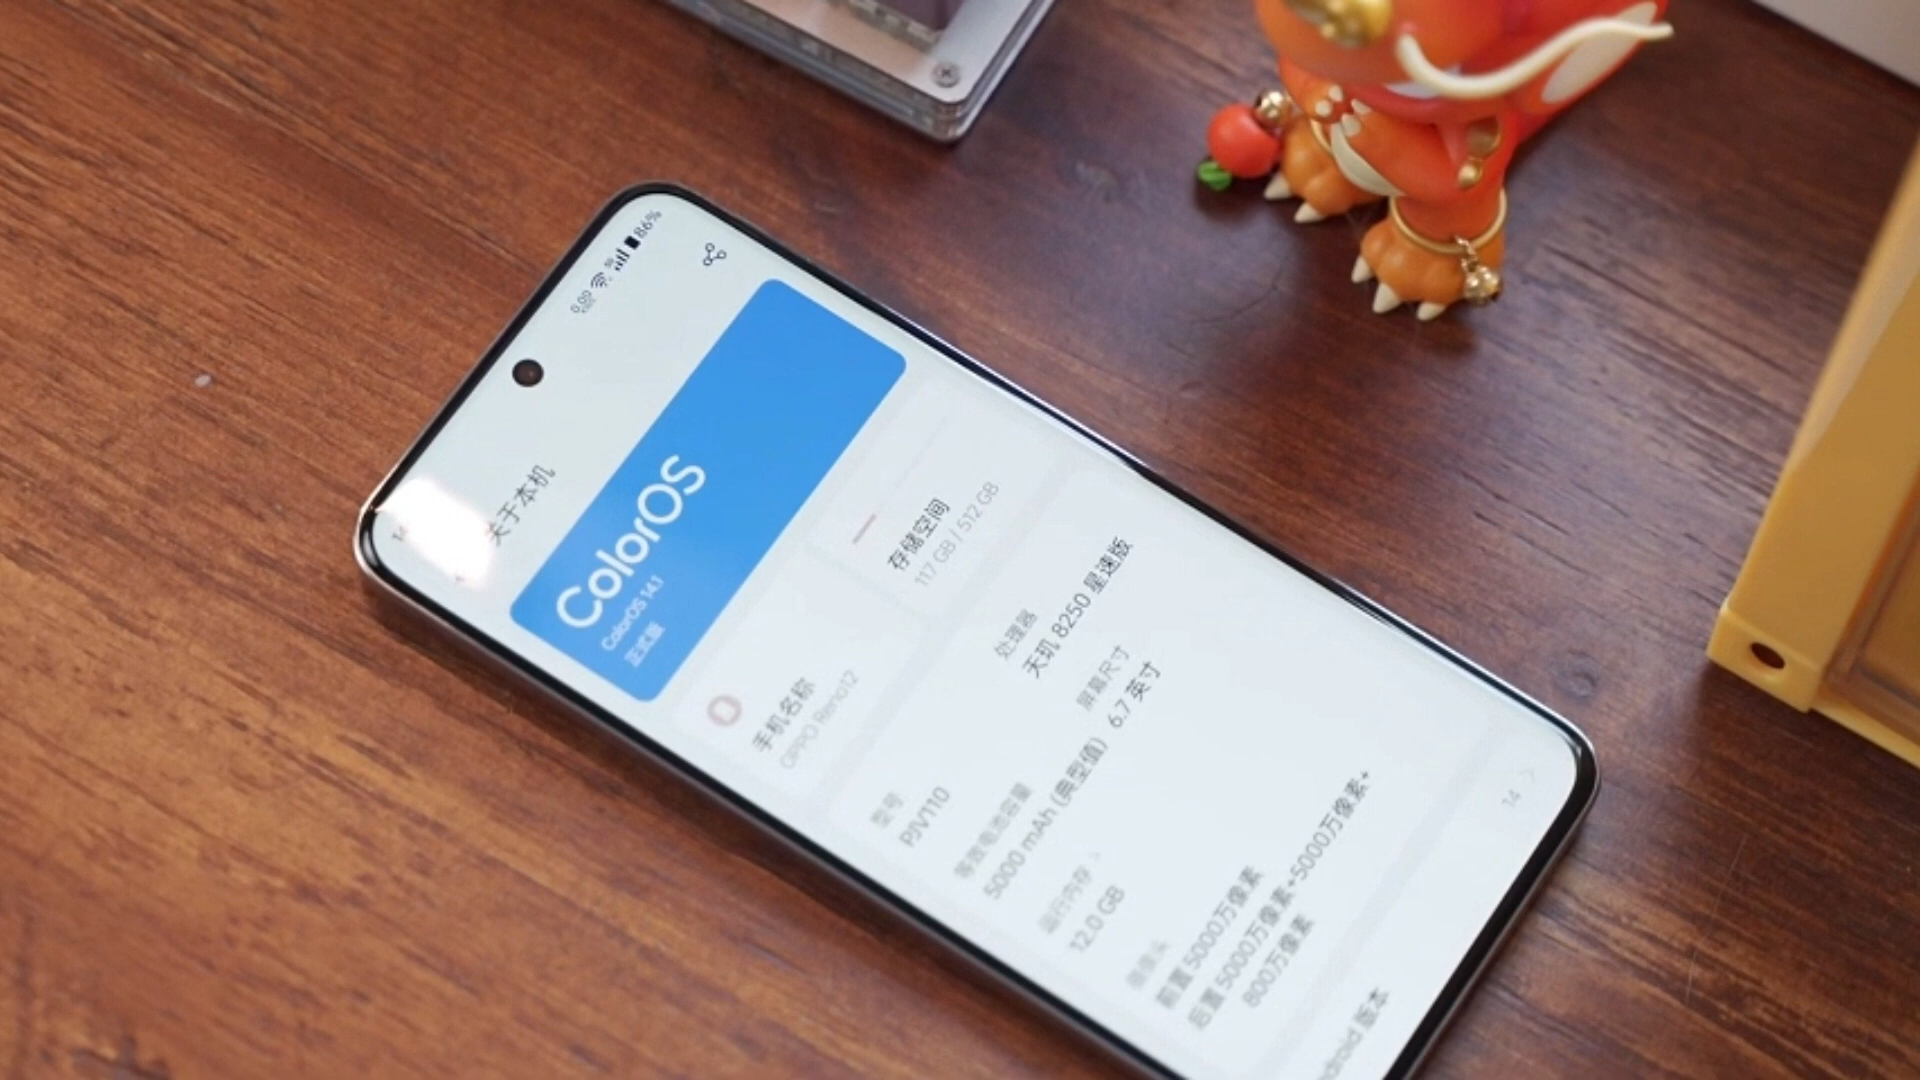 86%
关于本机
ColorOS
ColorOS 14.1
正式版
手机名称
OPPO Reno12
存储空间
117 GB / 512 GB
型号
PJV110
处理器
天玑 8250 星速版
等效电池容量
5000 mAh (典型值)
屏幕尺寸
6.7 英寸
运行内存
12.0 GB
摄像头
前置 5000万像素
后置 5000万像素+5000万像素+
800万像素
14
版本